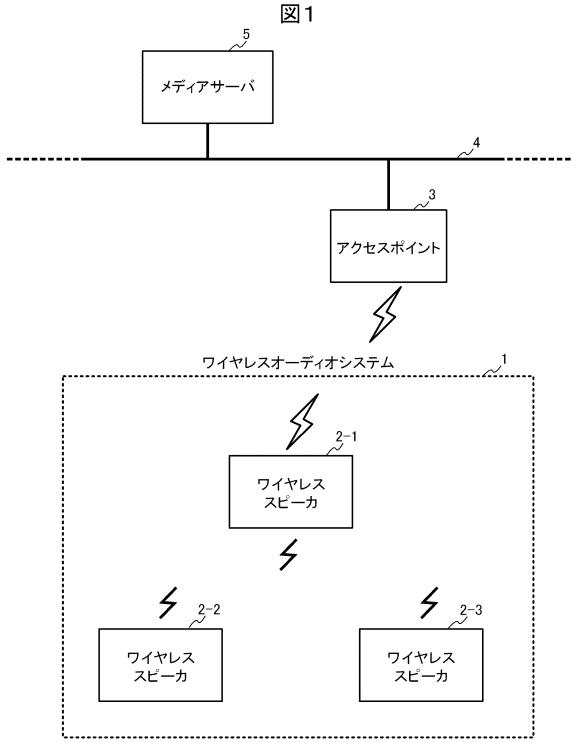 図1
5
メディアサーバ
4
3
アクセスポイント
ワイヤレスオーディオシステム
1
2-1
ワイヤレス
スピーカ
2-2
2-3
ワイヤレス
スピーカ
ワイヤレス
スピーカ